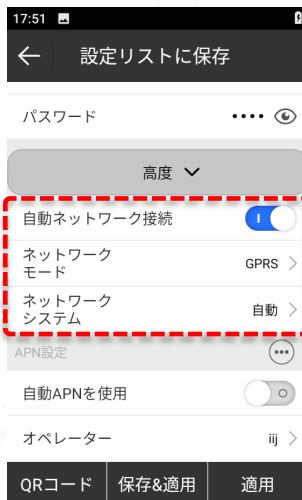 17:51
設定リストに保存
パスワード
高度
自動ネットワーク接続
ネットワーク
モード
GPRS
ネットワーク
システム
自動
APN設定
自動APNを使用
オペレーター
iij
QRコード
保存&適用
適用